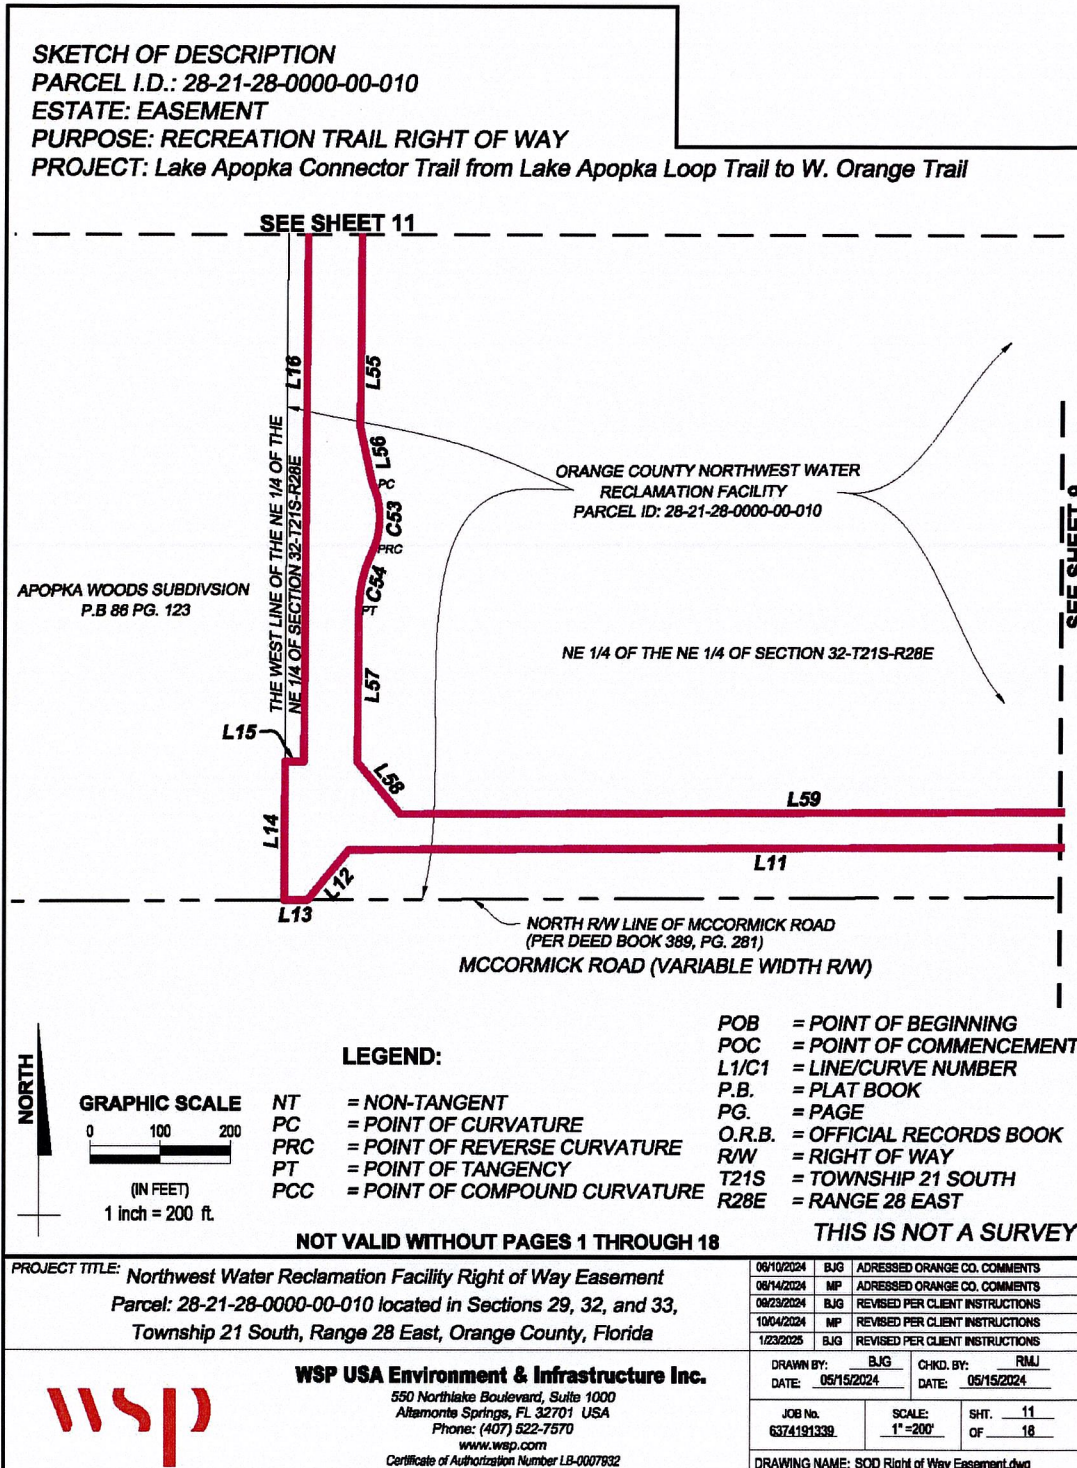 SKETCH OF DESCRIPTION
PARCEL I.D.: 28-21-28-0000-00-010
ESTATE: EASEMENT
PURPOSE: RECREATION TRAIL RIGHT OF WAY
PROJECT: Lake Apopka Connector Trail from Lake Apopka Loop Trail to W. Orange Trail
SEE SHEET 11
L16
L55
THE WEST LINE OF THE NE 1/4 OF THE
NE 1/4 OF SECTION 32-T21S-R28E
L56
PC
C53
PRC
C54
PT
L57
ORANGE COUNTY NORTHWEST WATER
RECLAMATION FACILITY
PARCEL ID: 28-21-28-0000-00-010
SEE SHEET 9
APOPKA WOODS SUBDIVSION
P.B 86 PG. 123
NE 1/4 OF THE NE 1/4 OF SECTION 32-T21S-R28E
L15
L58
L59
L14
L11
L12
L13
NORTH R/W LINE OF MCCORMICK ROAD
(PER DEED BOOK 389, PG. 281)
MCCORMICK ROAD (VARIABLE WIDTH R/W)
NORTH
GRAPHIC SCALE
0 100 200
(IN FEET)
1 inch = 200 ft.
LEGEND:
NT = NON-TANGENT
PC = POINT OF CURVATURE
PRC = POINT OF REVERSE CURVATURE
PT = POINT OF TANGENCY
PCC = POINT OF COMPOUND CURVATURE
POB = POINT OF BEGINNING
POC = POINT OF COMMENCEMENT
L1/C1 = LINE/CURVE NUMBER
P.B. = PLAT BOOK
PG. = PAGE
O.R.B. = OFFICIAL RECORDS BOOK
R/W = RIGHT OF WAY
T21S = TOWNSHIP 21 SOUTH
R28E = RANGE 28 EAST
THIS IS NOT A SURVEY
NOT VALID WITHOUT PAGES 1 THROUGH 18
PROJECT TITLE: Northwest Water Reclamation Facility Right of Way Easement
Parcel: 28-21-28-0000-00-010 located in Sections 29, 32, and 33,
Township 21 South, Range 28 East, Orange County, Florida
06/10/2024 BJG ADRESSED ORANGE CO. COMMENTS
06/14/2024 MP ADRESSED ORANGE CO. COMMENTS
09/23/2024 BJG REVISED PER CLIENT INSTRUCTIONS
10/04/2024 MP REVISED PER CLIENT INSTRUCTIONS
1/23/2025 BJG REVISED PER CLIENT INSTRUCTIONS
wsp
WSP USA Environment & Infrastructure Inc.
550 Northlake Boulevard, Suite 1000
Altamonte Springs, FL 32701 USA
Phone: (407) 522-7570
www.wsp.com
Certificate of Authorization Number LB-0007932
DRAWN BY: BJG
DATE: 05/15/2024
CHKD. BY: RMJ
DATE: 05/15/2024
JOB No.
6374191339
SCALE:
1"=200'
SHT. 11
OF 18
DRAWING NAME: SOD Right of Way Easement.dwg